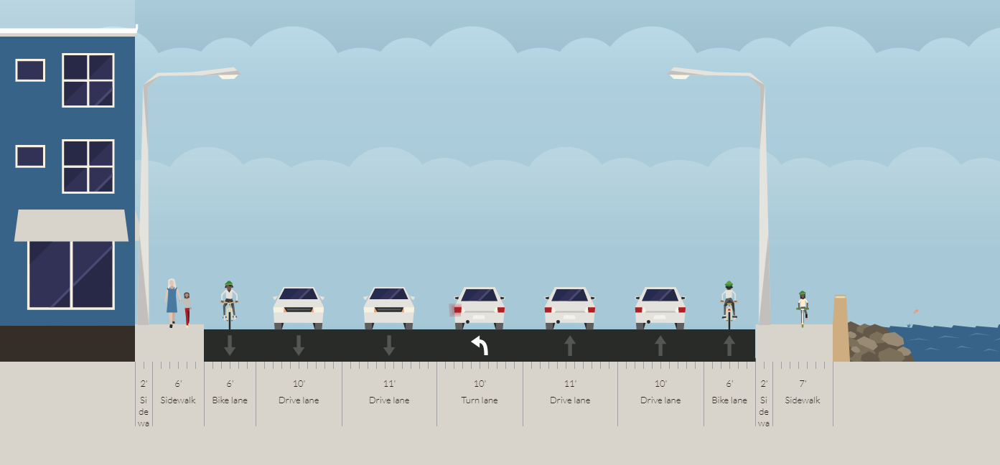 2' 6' 6' 10' 11' 10' 11' 10' 6' 2' 7'
Si Sidewalk Bike lane Drive lane Drive lane Turn lane Drive lane Drive lane Bike lane Si Sidewalk
de de
wa wa